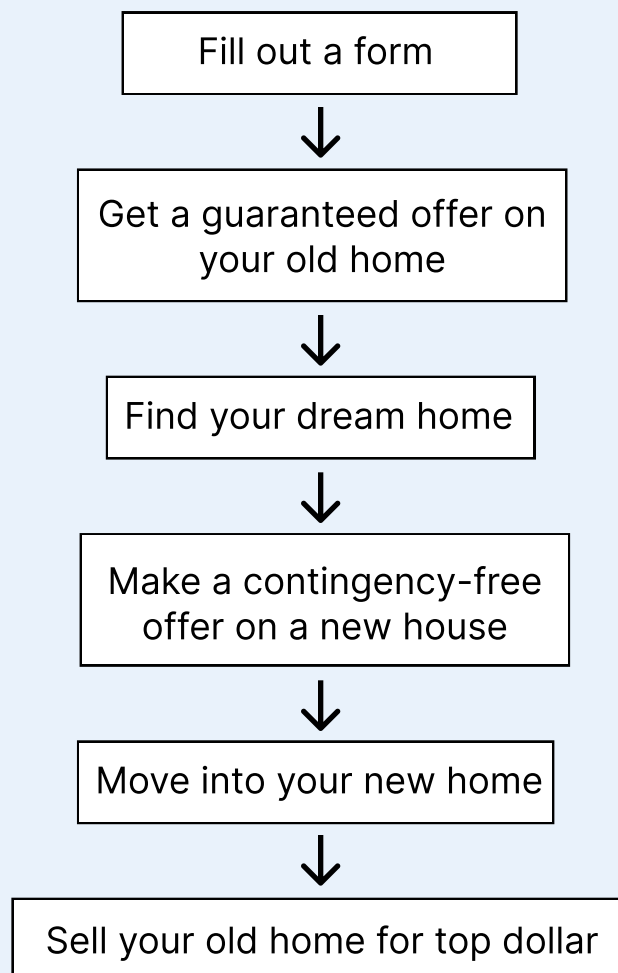 Fill out a form
Get a guaranteed offer on
your old home
Find your dream home
Make a contingency-free
offer on a new house
Move into your new home
Sell your old home for top dollar